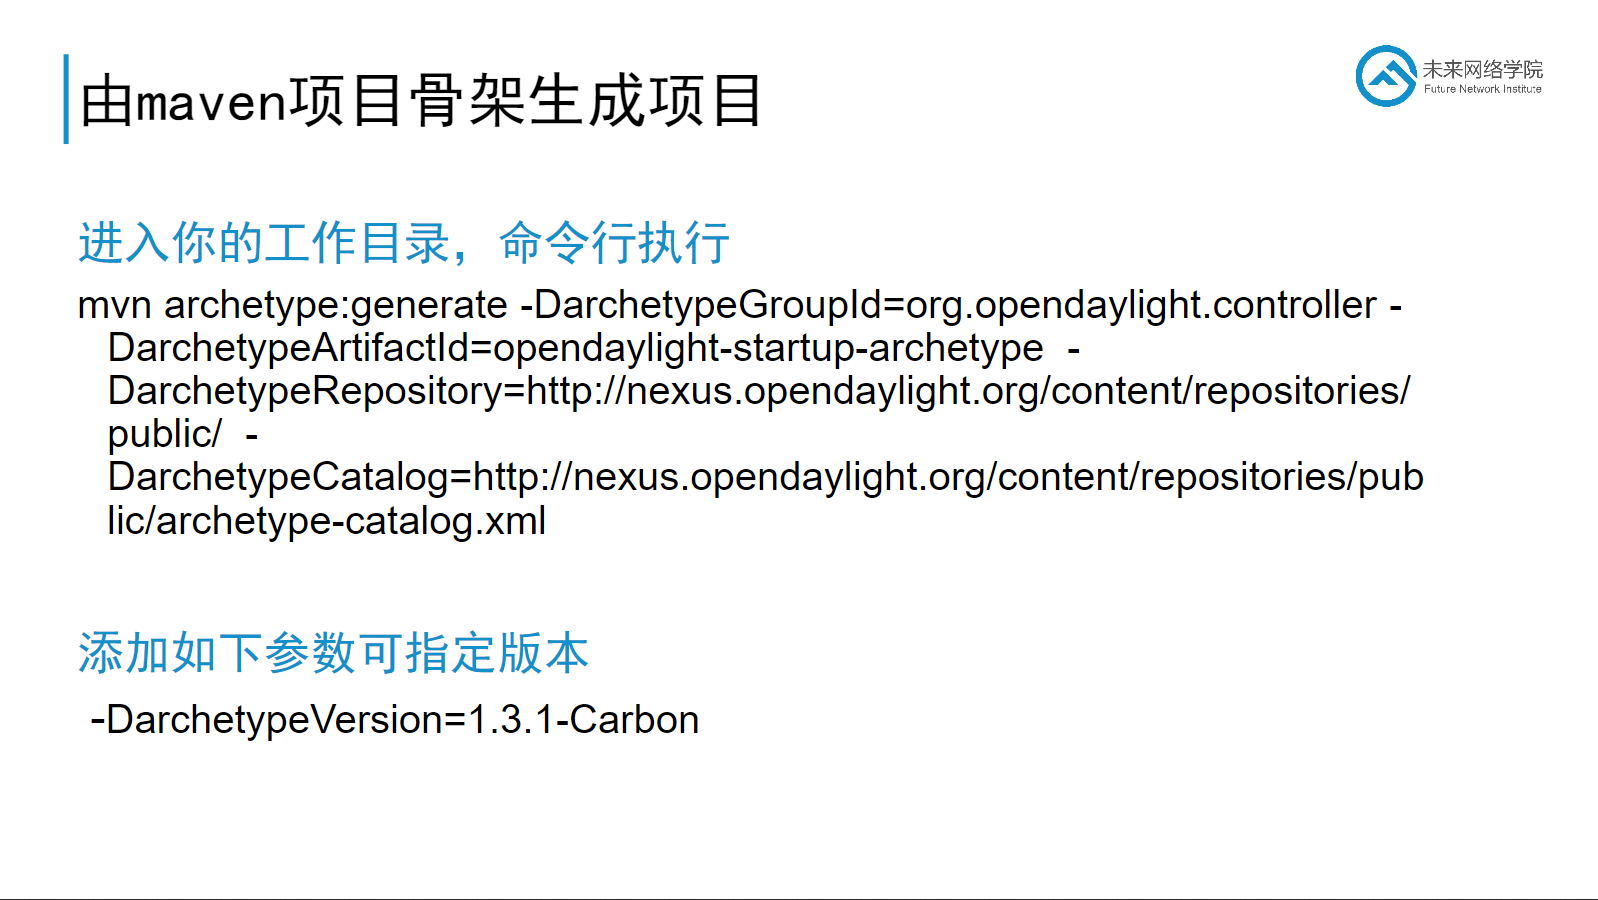 由maven项目骨架生成项目
未来网络学院
Future Network Institute
进入你的工作目录，命令行执行
mvn archetype:generate -DarchetypeGroupId=org.opendaylight.controller -
DarchetypeArtifactId=opendaylight-startup-archetype  -
DarchetypeRepository=http://nexus.opendaylight.org/content/repositories/
public/  -
DarchetypeCatalog=http://nexus.opendaylight.org/content/repositories/pub
lic/archetype-catalog.xml
添加如下参数可指定版本
-DarchetypeVersion=1.3.1-Carbon